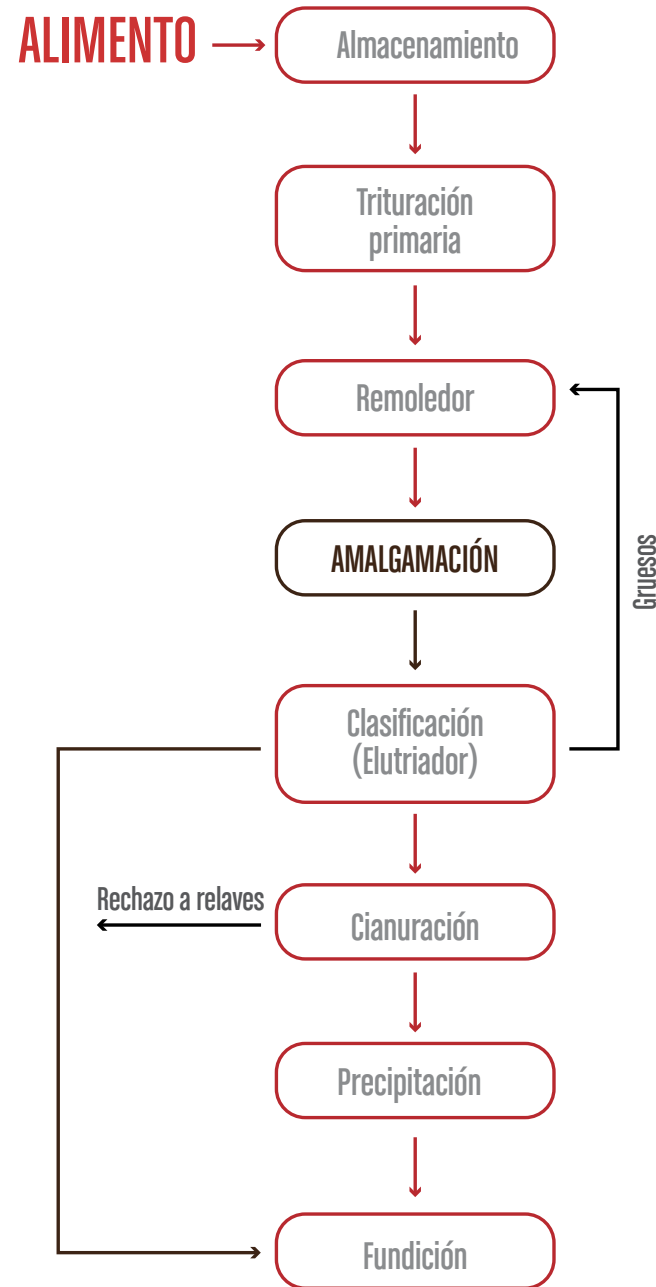 ALIMENTO
Almacenamiento
Trituración
primaria
Remoledor
AMALGAMACIÓN
Gruesos
Clasificación
(Elutriador)
Rechazo a relaves
Cianuración
Precipitación
Fundición